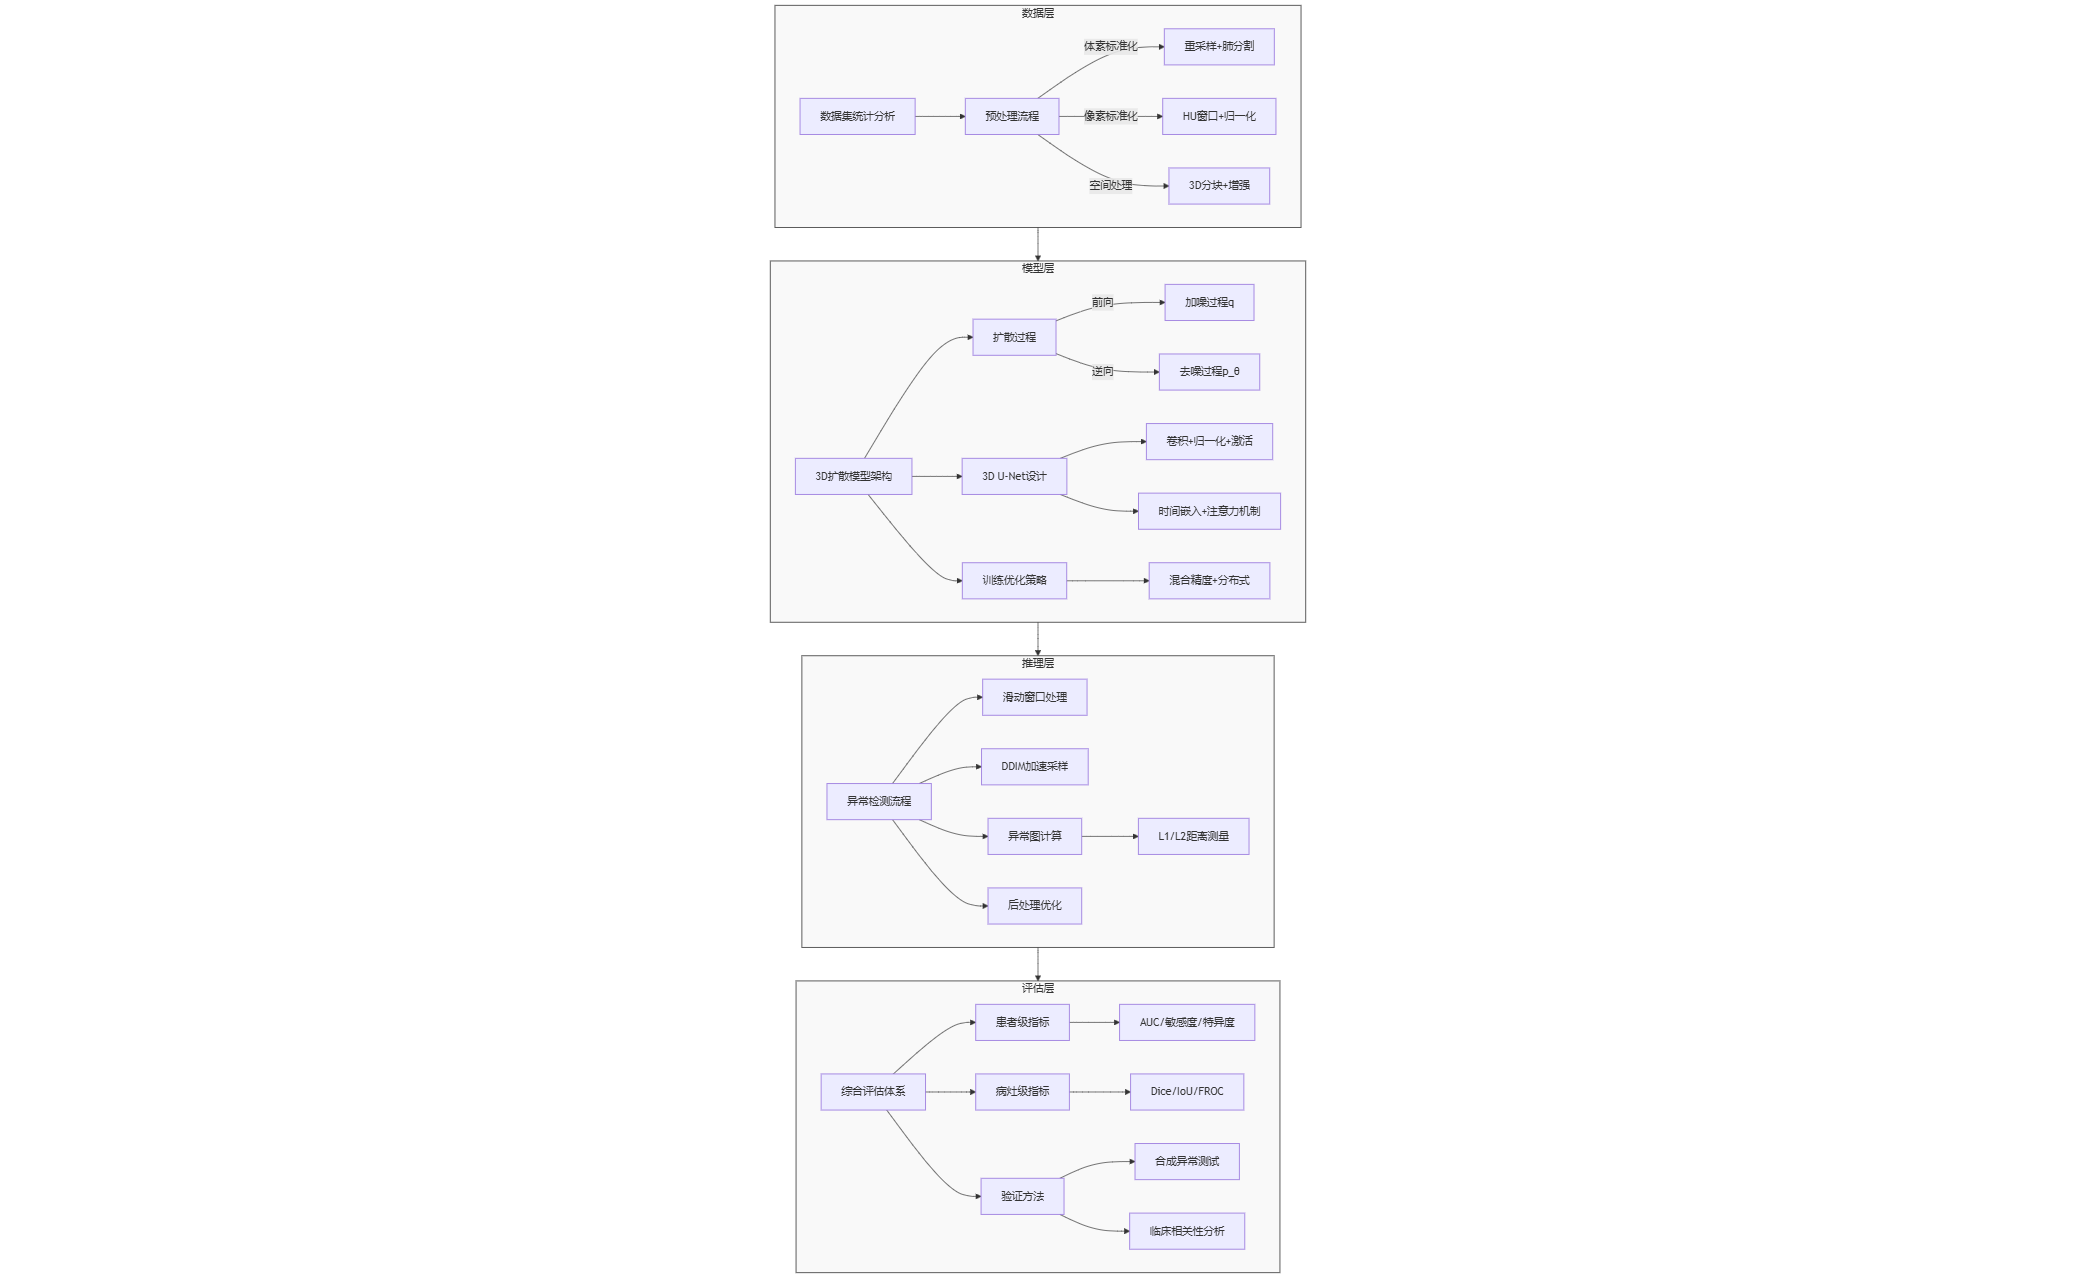 数据层
体素标准化
重采样+肺分割
数据集统计分析
预处理流程
像素标准化
HU窗口+归一化
空间处理
3D分块+增强
模型层
前向
加噪过程q
扩散过程
逆向
去噪过程p_θ
卷积+归一化+激活
3D扩散模型架构
3D U-Net设计
时间嵌入+注意力机制
训练优化策略
混合精度+分布式
推理层
滑动窗口处理
DDIM加速采样
异常检测流程
异常图计算
L1/L2距离测量
后处理优化
评估层
患者级指标
AUC/敏感度/特异度
综合评估体系
病灶级指标
Dice/IoU/FROC
合成异常测试
验证方法
临床相关性分析